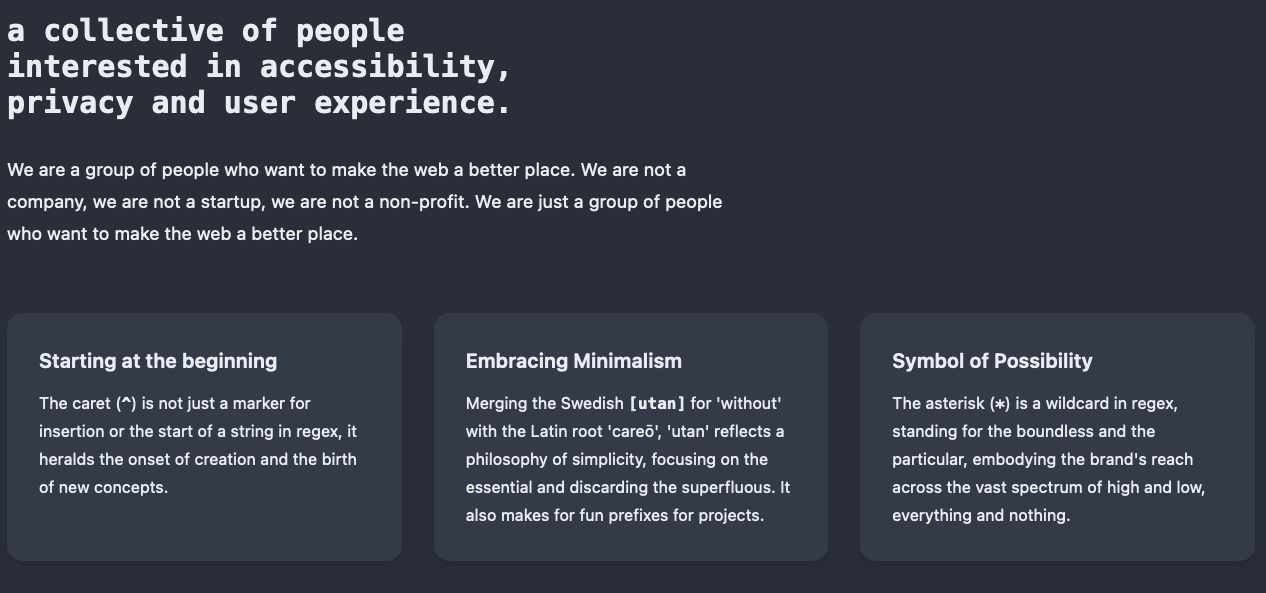 a collective of people
interested in accessibility,
privacy and user experience.
We are a group of people who want to make the web a better place. We are not a
company, we are not a startup, we are not a non-profit. We are just a group of people
who want to make the web a better place.
Starting at the beginning
The caret (^) is not just a marker for
insertion or the start of a string in regex, it
heralds the onset of creation and the birth
of new concepts.
Embracing Minimalism
Merging the Swedish [utan] for 'without'
with the Latin root 'careō', 'utan' reflects a
philosophy of simplicity, focusing on the
essential and discarding the superfluous. It
also makes for fun prefixes for projects.
Symbol of Possibility
The asterisk (*) is a wildcard in regex,
standing for the boundless and the
particular, embodying the brand's reach
across the vast spectrum of high and low,
everything and nothing.